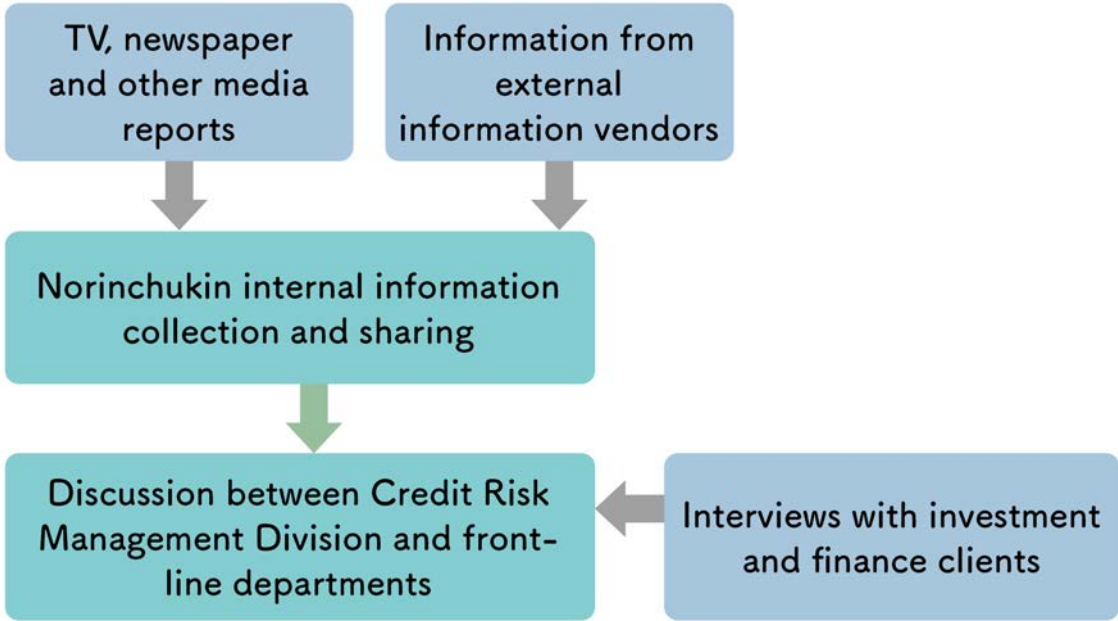 TV, newspaper
and other media
reports
Information from
external
information vendors
Norinchukin internal information
collection and sharing
Discussion between Credit Risk
Management Division and front-
line departments
Interviews with investment
and finance clients